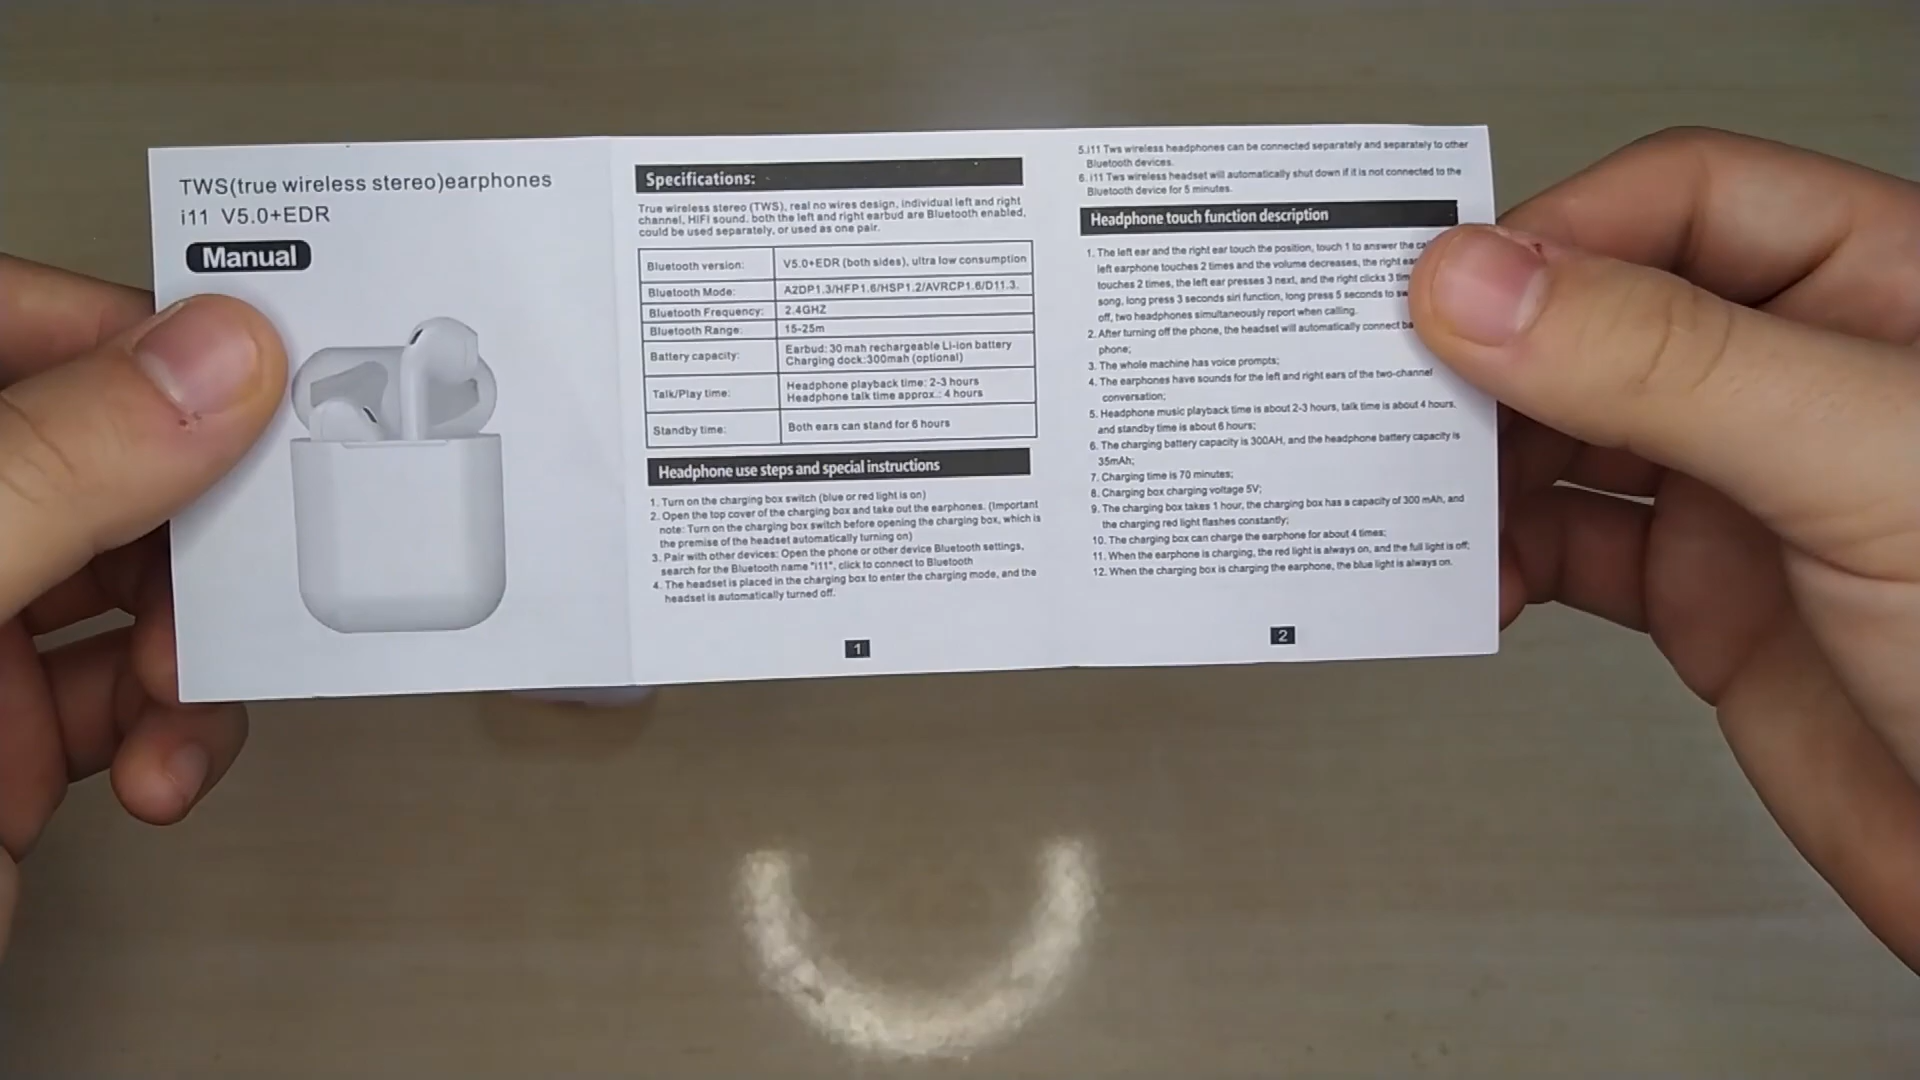 TWS(true wireless stereo)earphones
i11 V5.0+EDR
Manual
Specifications:
True wireless stereo (TWS), real no wires design, individual left and right
channel, HIFI sound. both the left and right earbud are Bluetooth enabled,
could be used separately, or used as one pair.
Bluetooth version: V5.0+EDR (both sides), ultra low consumption
Bluetooth Mode: A2DP1.3/HFP1.6/HSP1.2/AVRCP1.6/D11.3.
Bluetooth Frequency: 2.4GHZ
Bluetooth Range: 15-25m
Battery capacity: Earbud: 30 mah rechargeable Li-ion battery
Charging dock:300mah (optional)
Talk/Play time: Headphone playback time: 2-3 hours
Headphone talk time approx.: 4 hours
Standby time: Both ears can stand for 6 hours
Headphone use steps and special instructions
1. Turn on the charging box switch (blue or red light is on)
2. Open the top cover of the charging box and take out the earphones. (Important
note: Turn on the charging box switch before opening the charging box, which is
the premise of the headset automatically turning on)
3. Pair with other devices: Open the phone or other device Bluetooth settings,
search for the Bluetooth name "i11", click to connect to Bluetooth
4. The headset is placed in the charging box to enter the charging mode, and the
headset is automatically turned off.
1
5.i11 Tws wireless headphones can be connected separately and separately to other
Bluetooth devices.
6. i11 Tws wireless headset will automatically shut down if it is not connected to the
Bluetooth device for 5 minutes.
Headphone touch function description
1. The left ear and the right ear touch the position, touch 1 to answer the
left earphone touches 2 times and the volume decreases, the right
touches 2 times, the left ear presses 3 next, and the right clicks 3
song, long press 3 seconds siri function, long press 5 seconds to
off, two headphones simultaneously report when calling.
2. After turning off the phone, the headset will automatically connect
phone;
3. The whole machine has voice prompts;
4. The earphones have sounds for the left and right ears of the two-channel
conversation;
5. Headphone music playback time is about 2-3 hours, talk time is about 4 hours,
and standby time is about 6 hours;
6. The charging battery capacity is 300AH, and the headphone battery capacity is
35mAh;
7. Charging time is 70 minutes;
8. Charging box charging voltage 5V;
9. The charging box takes 1 hour, the charging box has a capacity of 300 mAh, and
the charging red light flashes constantly;
10. The charging box can charge the earphone for about 4 times;
11. When the earphone is charging, the red light is always on, and the full light is off;
12. When the charging box is charging the earphone, the blue light is always on.
2